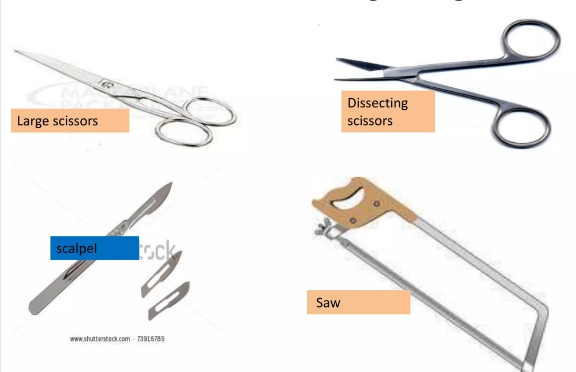 Large scissors
Dissecting
scissors
scalpel
Saw
www.shutterstock.com · 73916785